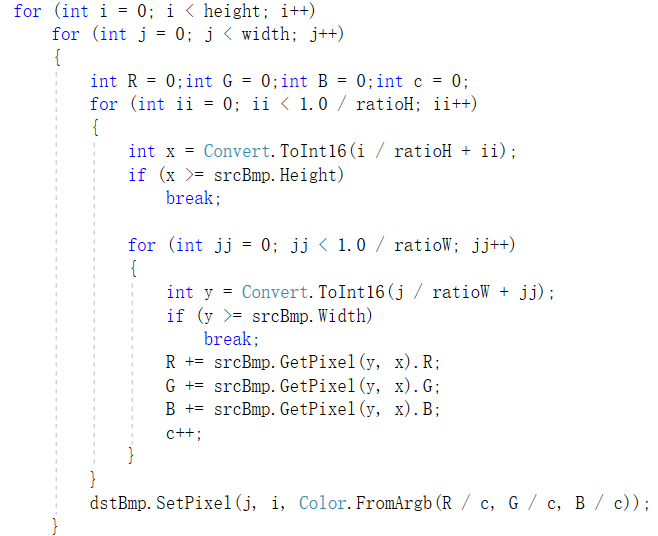 for (int i = 0; i < height; i++)
    for (int j = 0; j < width; j++)
    {
        int R = 0;int G = 0;int B = 0;int c = 0;
        for (int ii = 0; ii < 1.0 / ratioH; ii++)
        {
            int x = Convert.ToInt16(i / ratioH + ii);
            if (x >= srcBmp.Height)
                break;

            for (int jj = 0; jj < 1.0 / ratioW; jj++)
            {
                int y = Convert.ToInt16(j / ratioW + jj);
                if (y >= srcBmp.Width)
                    break;
                R += srcBmp.GetPixel(y, x).R;
                G += srcBmp.GetPixel(y, x).G;
                B += srcBmp.GetPixel(y, x).B;
                c++;
            }
        }
        dstBmp.SetPixel(j, i, Color.FromArgb(R / c, G / c, B / c));
    }